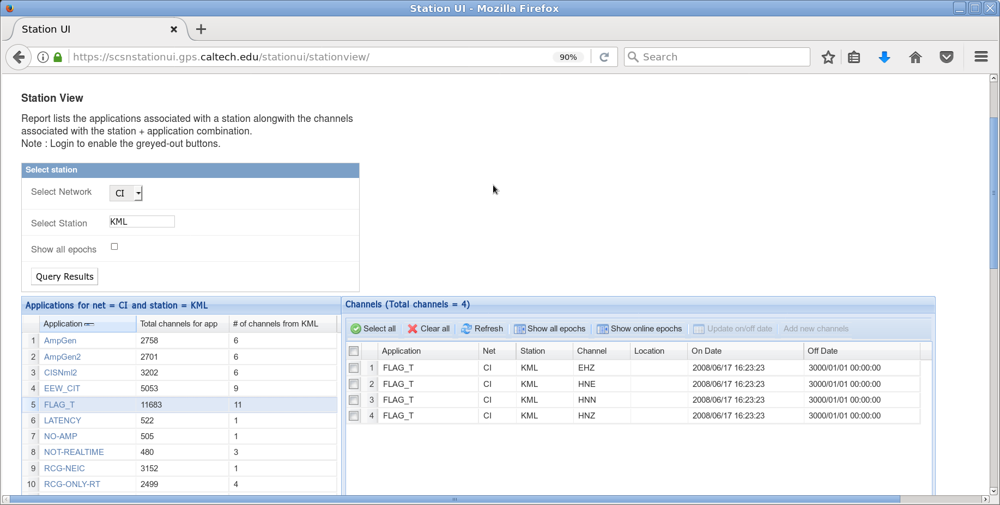 Station UI - Mozilla Firefox
Station UI
https://scsnstationui.gps.caltech.edu/stationui/stationview/
90%
Search
Station View
Report lists the applications associated with a station alongwith the channels
associated with the station + application combination.
Note : Login to enable the greyed-out buttons.
Select station
Select Network CI
Select Station KML
Show all epochs
Query Results
Applications for net = CI and station = KML
Application Total channels for app # of channels from KML
1 AmpGen 2758 6
2 AmpGen2 2701 6
3 CISNml2 3202 6
4 EEW_CIT 5053 9
5 FLAG_T 11683 11
6 LATENCY 522 1
7 NO-AMP 505 1
8 NOT-REALTIME 480 3
9 RCG-NEIC 3152 1
10 RCG-ONLY-RT 2499 4
Channels (Total channels = 4)
Select all Clear all Refresh Show all epochs Show online epochs Update on/off date Add new channels
Application Net Station Channel Location On Date Off Date
1 FLAG_T CI KML EHZ 2008/06/17 16:23:23 3000/01/01 00:00:00
2 FLAG_T CI KML HNE 2008/06/17 16:23:23 3000/01/01 00:00:00
3 FLAG_T CI KML HNN 2008/06/17 16:23:23 3000/01/01 00:00:00
4 FLAG_T CI KML HNZ 2008/06/17 16:23:23 3000/01/01 00:00:00